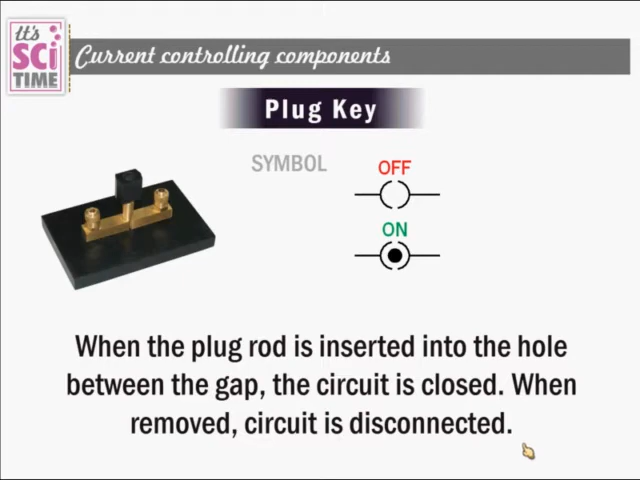 It's
SCi
TIME
Current controlling components
Plug Key
SYMBOL
OFF
ON
When the plug rod is inserted into the hole
between the gap, the circuit is closed. When
removed, circuit is disconnected.